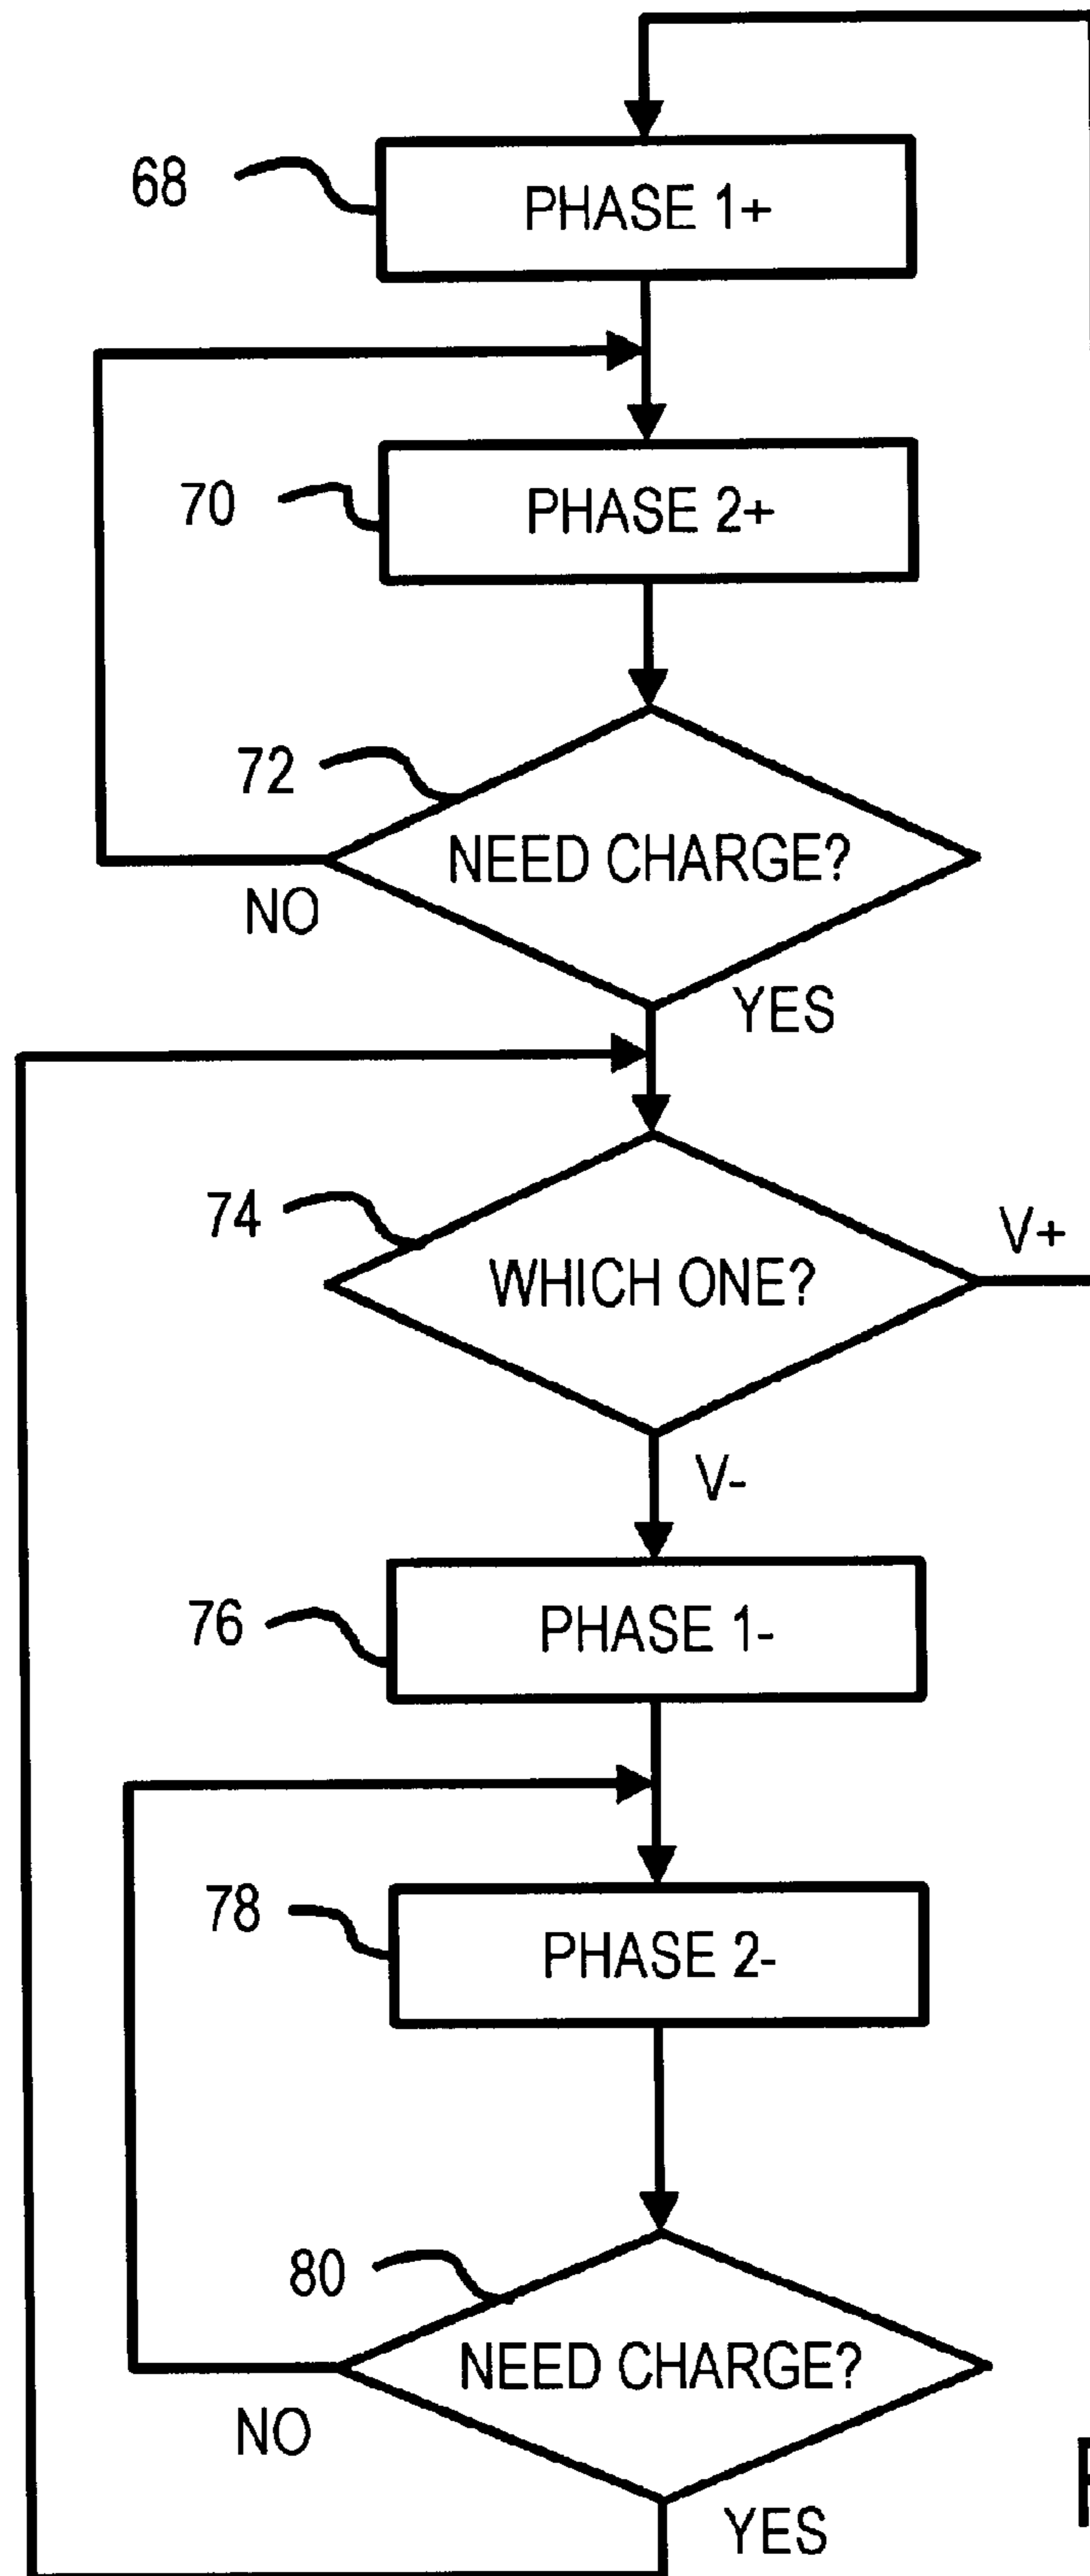 68
PHASE 1+
70
PHASE 2+
72
NEED CHARGE?
NO
YES
74
WHICH ONE?
V+
V-
76
PHASE 1-
78
PHASE 2-
80
NEED CHARGE?
NO
YES